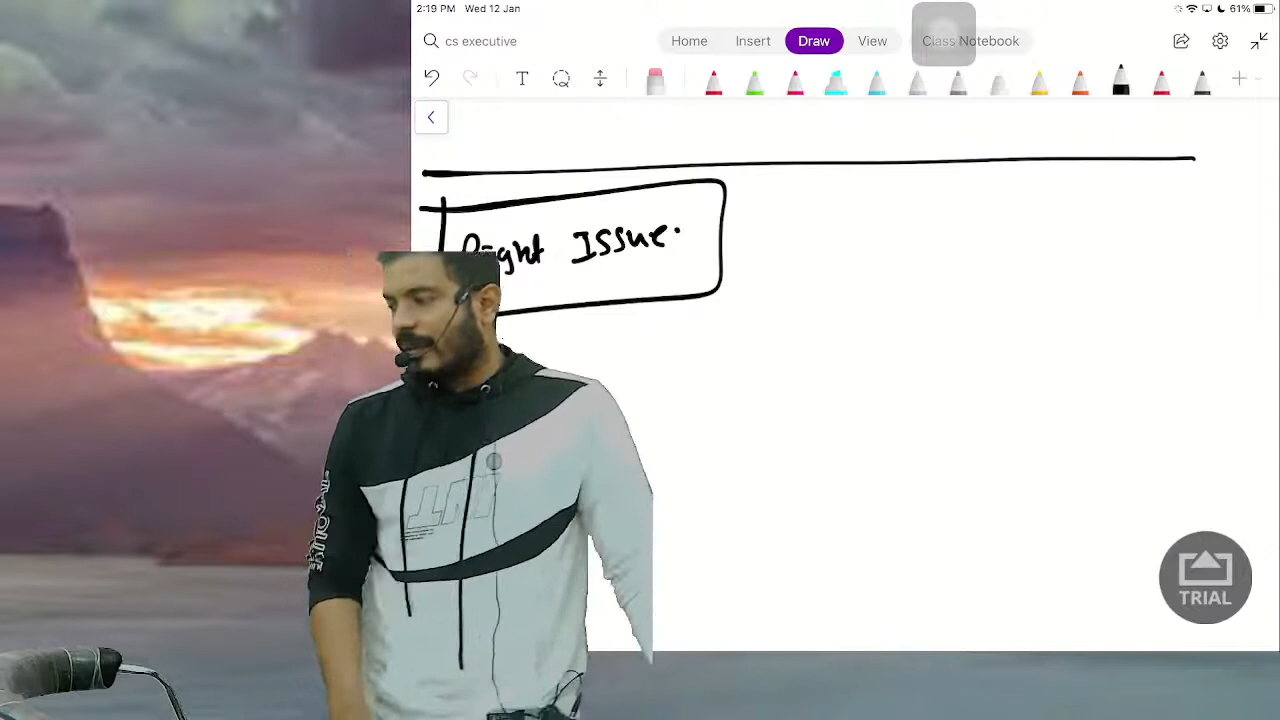 2:19 PM Wed 12 Jan
61%
cs executive
Home Insert Draw View Class Notebook
T
Right Issue.
TRIAL